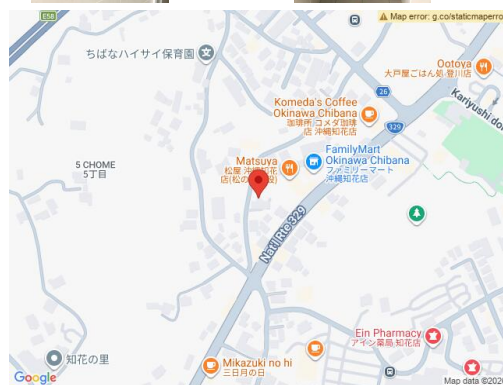 E58
Map error: g.co/staticmaperro
ちばなハイサイ保育園
Ootoya
大戸屋ごはん処 登川店
26
Kariyushi do
Komeda's Coffee
Okinawa Chibana
珈琲所 コメダ珈琲
店 沖縄知花店
329
FamilyMart
Okinawa Chibana
ファミリーマート
沖縄知花店
Matsuya
松屋 沖縄知花
5 CHOME
5丁目
Nat'l Rte 329
Ein Pharmacy
アイン薬局 知花店
知花の里
Mikazuki no hi
三日月の日
Google
Map data ©202